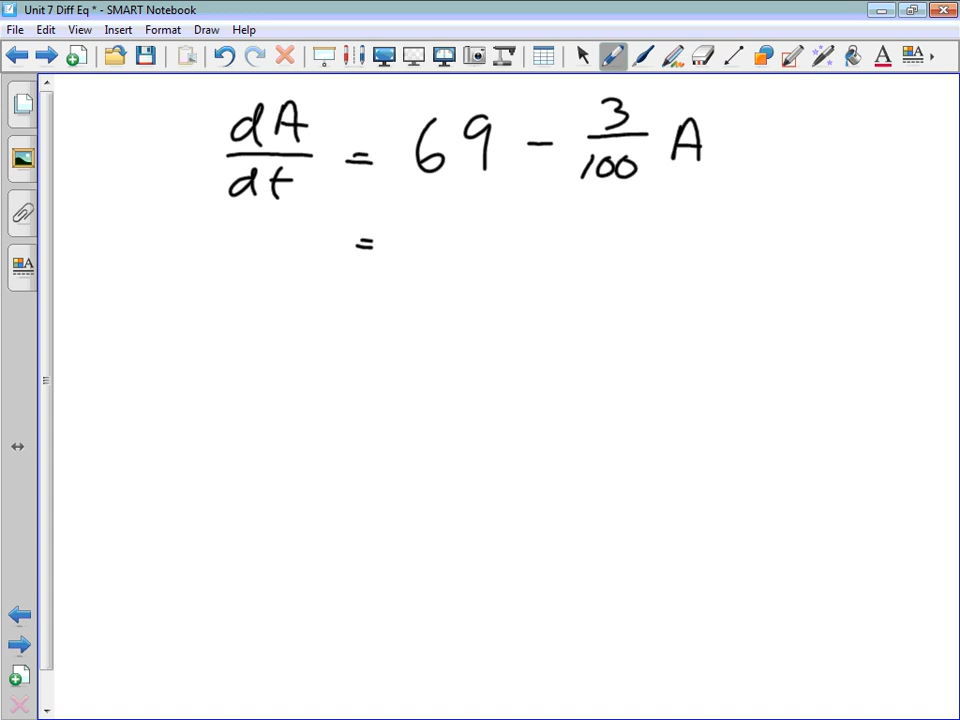 Unit 7 Diff Eq * - SMART Notebook
File Edit View Insert Format Draw Help
dA/dt = 69 - 3/100 A
=